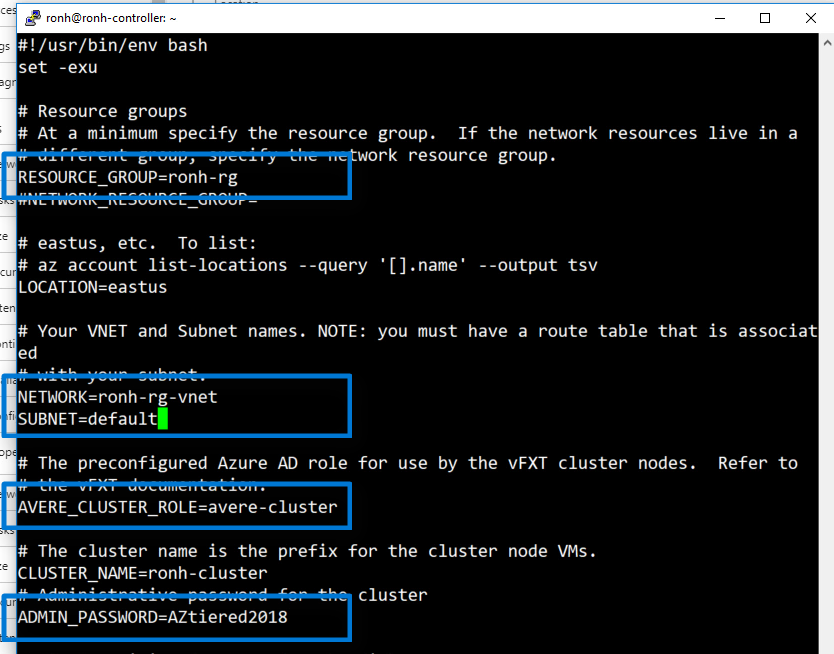 ronh@ronh-controller: ~
#!/usr/bin/env bash
set -exu
# Resource groups
# At a minimum specify the resource group.  If the network resources live in a
# different group, specify the network resource group.
RESOURCE_GROUP=ronh-rg
#NETWORK_RESOURCE_GROUP=
# eastus, etc.  To list:
# az account list-locations --query '[].name' --output tsv
LOCATION=eastus
# Your VNET and Subnet names. NOTE: you must have a route table that is associat
ed
# with your subnet.
NETWORK=ronh-rg-vnet
SUBNET=default
# The preconfigured Azure AD role for use by the vFXT cluster nodes.  Refer to
# the vFXT documentation.
AVERE_CLUSTER_ROLE=avere-cluster
# The cluster name is the prefix for the cluster node VMs.
CLUSTER_NAME=ronh-cluster
# Administrative password for the cluster
ADMIN_PASSWORD=AZtiered2018